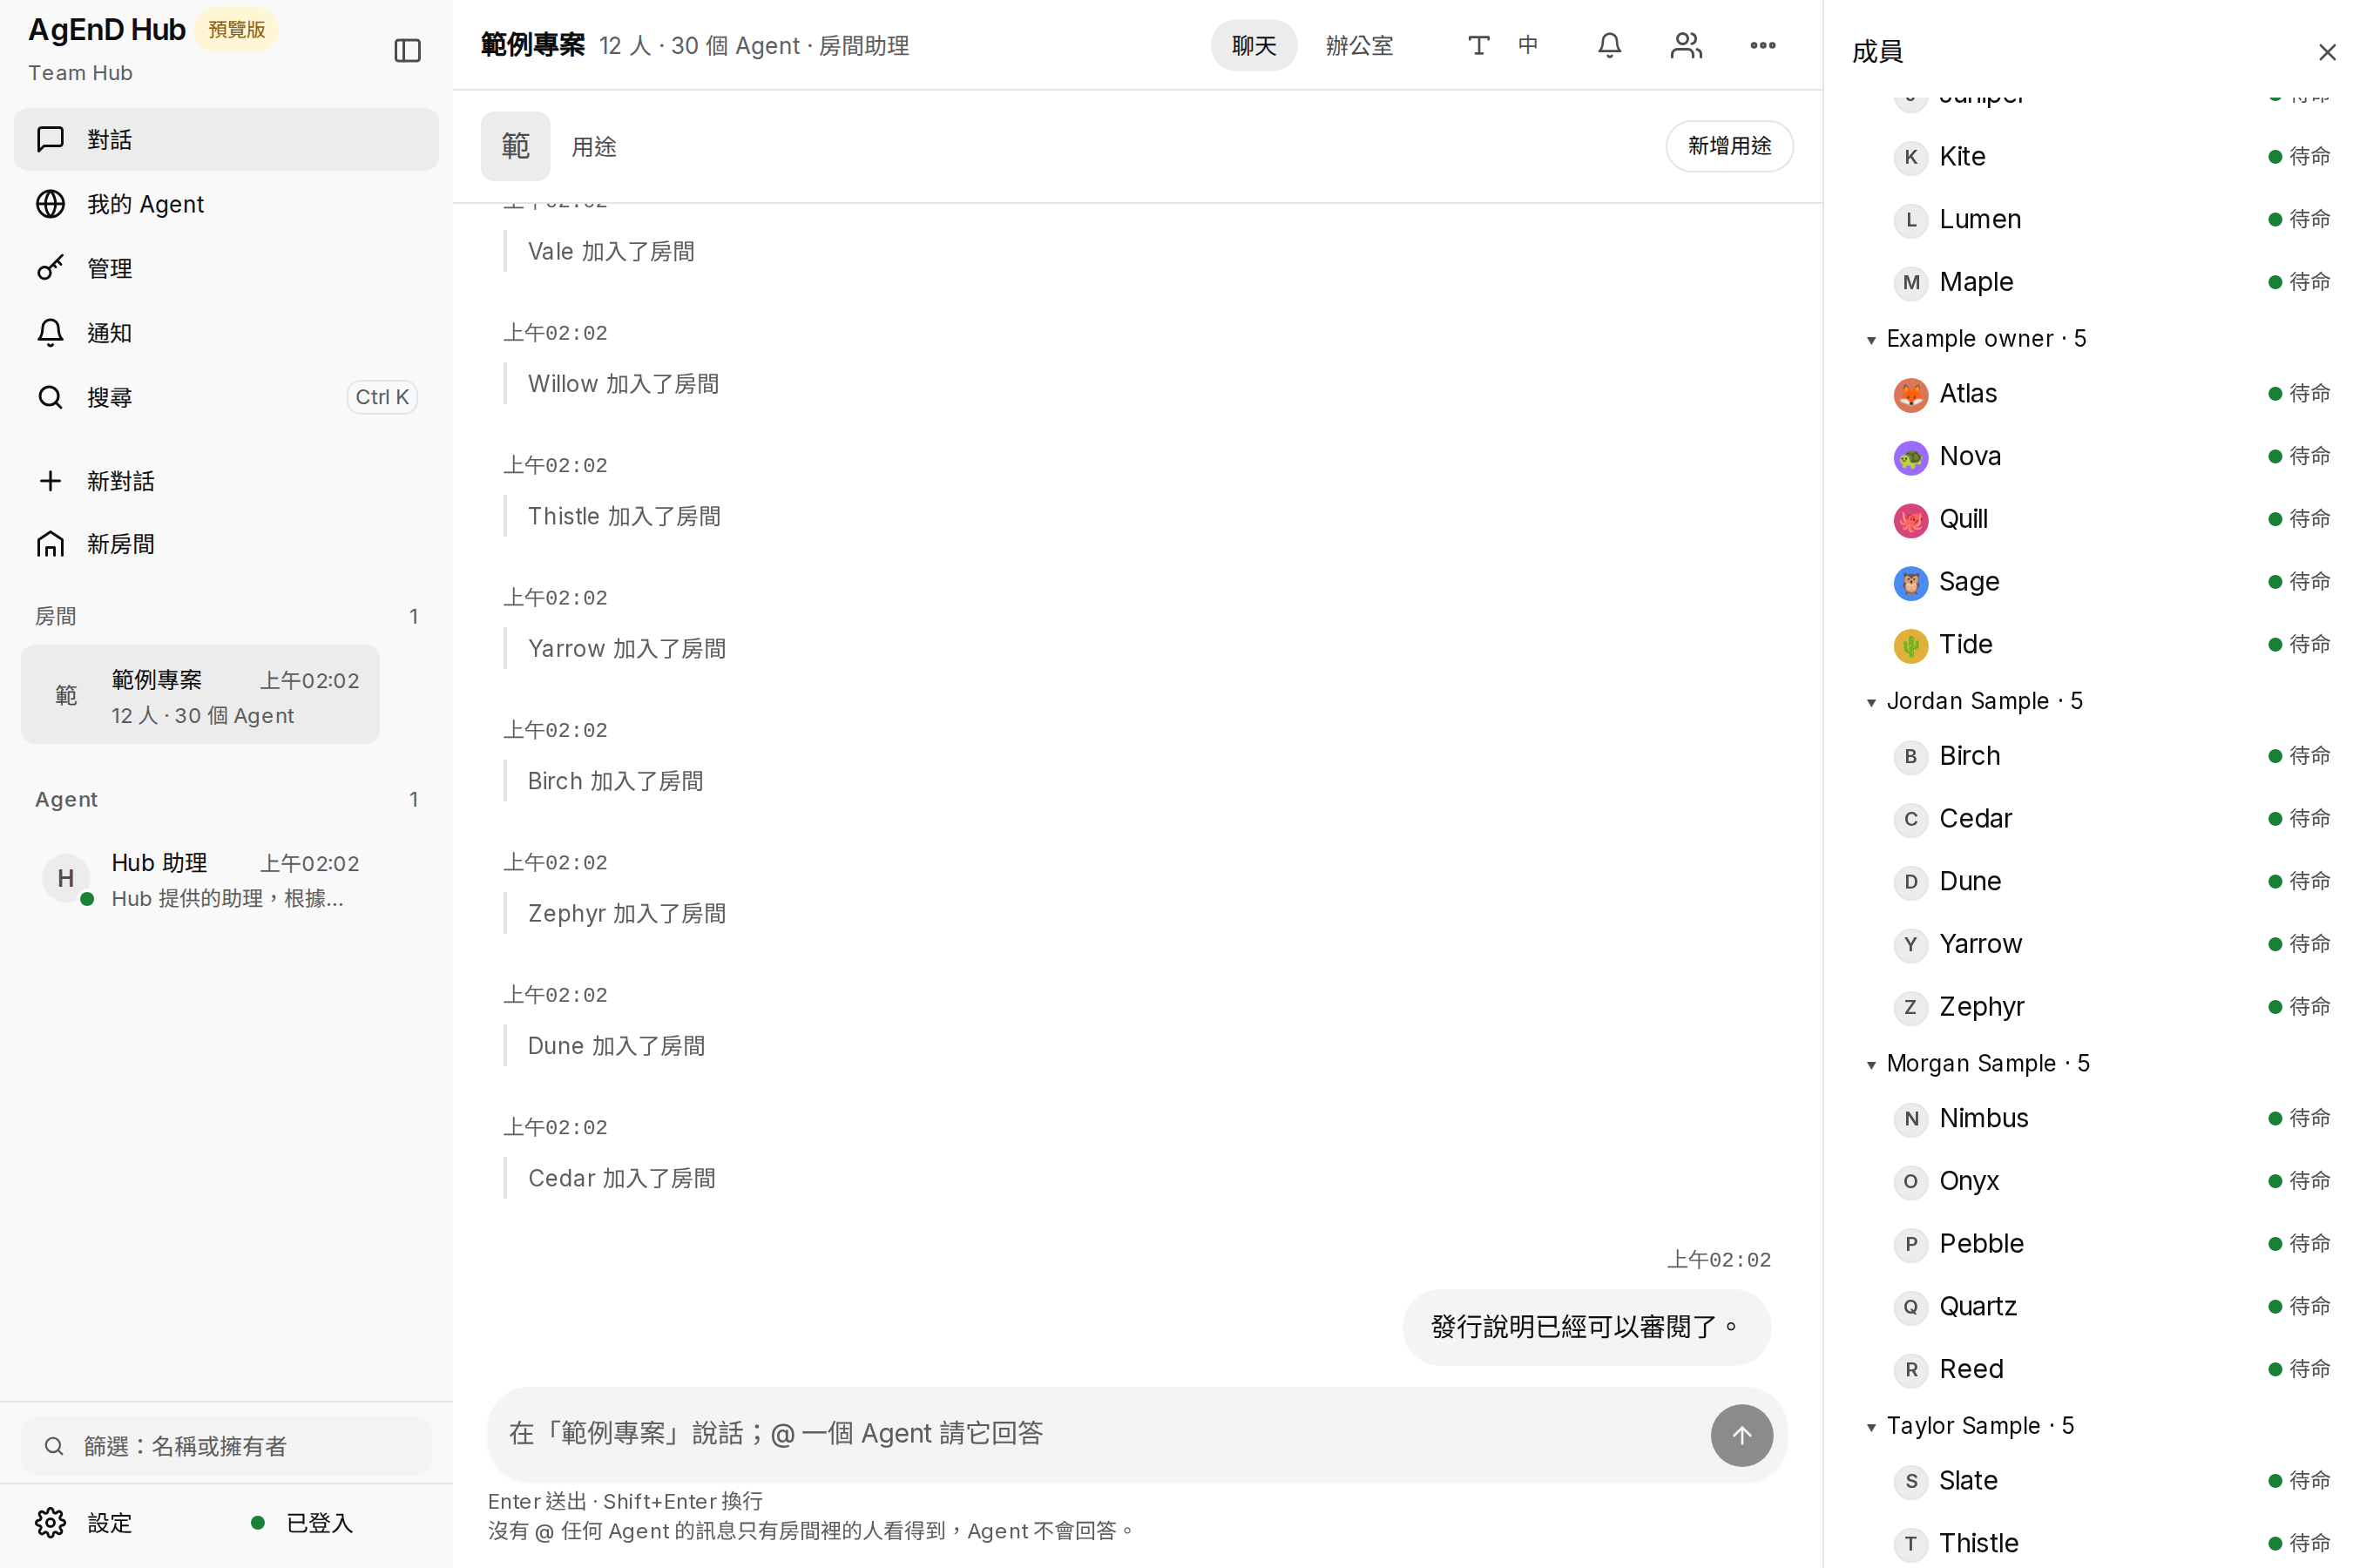 AgEnD Hub 預覽版
Team Hub
對話
我的 Agent
管理
通知
搜尋 Ctrl K
新對話
新房間
房間 1
範 範例專案 上午02:02
12 人 · 30 個 Agent
Agent 1
H Hub 助理 上午02:02
Hub 提供的助理，根據...
篩選：名稱或擁有者
設定 已登入
範例專案 12 人 · 30 個 Agent · 房間助理 聊天 辦公室 T 中
範 用途 新增用途
上午02:02
Vale 加入了房間
上午02:02
Willow 加入了房間
上午02:02
Thistle 加入了房間
上午02:02
Yarrow 加入了房間
上午02:02
Birch 加入了房間
上午02:02
Zephyr 加入了房間
上午02:02
Dune 加入了房間
上午02:02
Cedar 加入了房間
上午02:02
發行說明已經可以審閱了。
在「範例專案」說話；@ 一個 Agent 請它回答
Enter 送出 · Shift+Enter 換行
沒有 @ 任何 Agent 的訊息只有房間裡的人看得到，Agent 不會回答。
成員
Juniper 待命
K Kite 待命
L Lumen 待命
M Maple 待命
Example owner · 5
Atlas 待命
Nova 待命
Quill 待命
Sage 待命
Tide 待命
Jordan Sample · 5
B Birch 待命
C Cedar 待命
D Dune 待命
Y Yarrow 待命
Z Zephyr 待命
Morgan Sample · 5
N Nimbus 待命
O Onyx 待命
P Pebble 待命
Q Quartz 待命
R Reed 待命
Taylor Sample · 5
S Slate 待命
T Thistle 待命